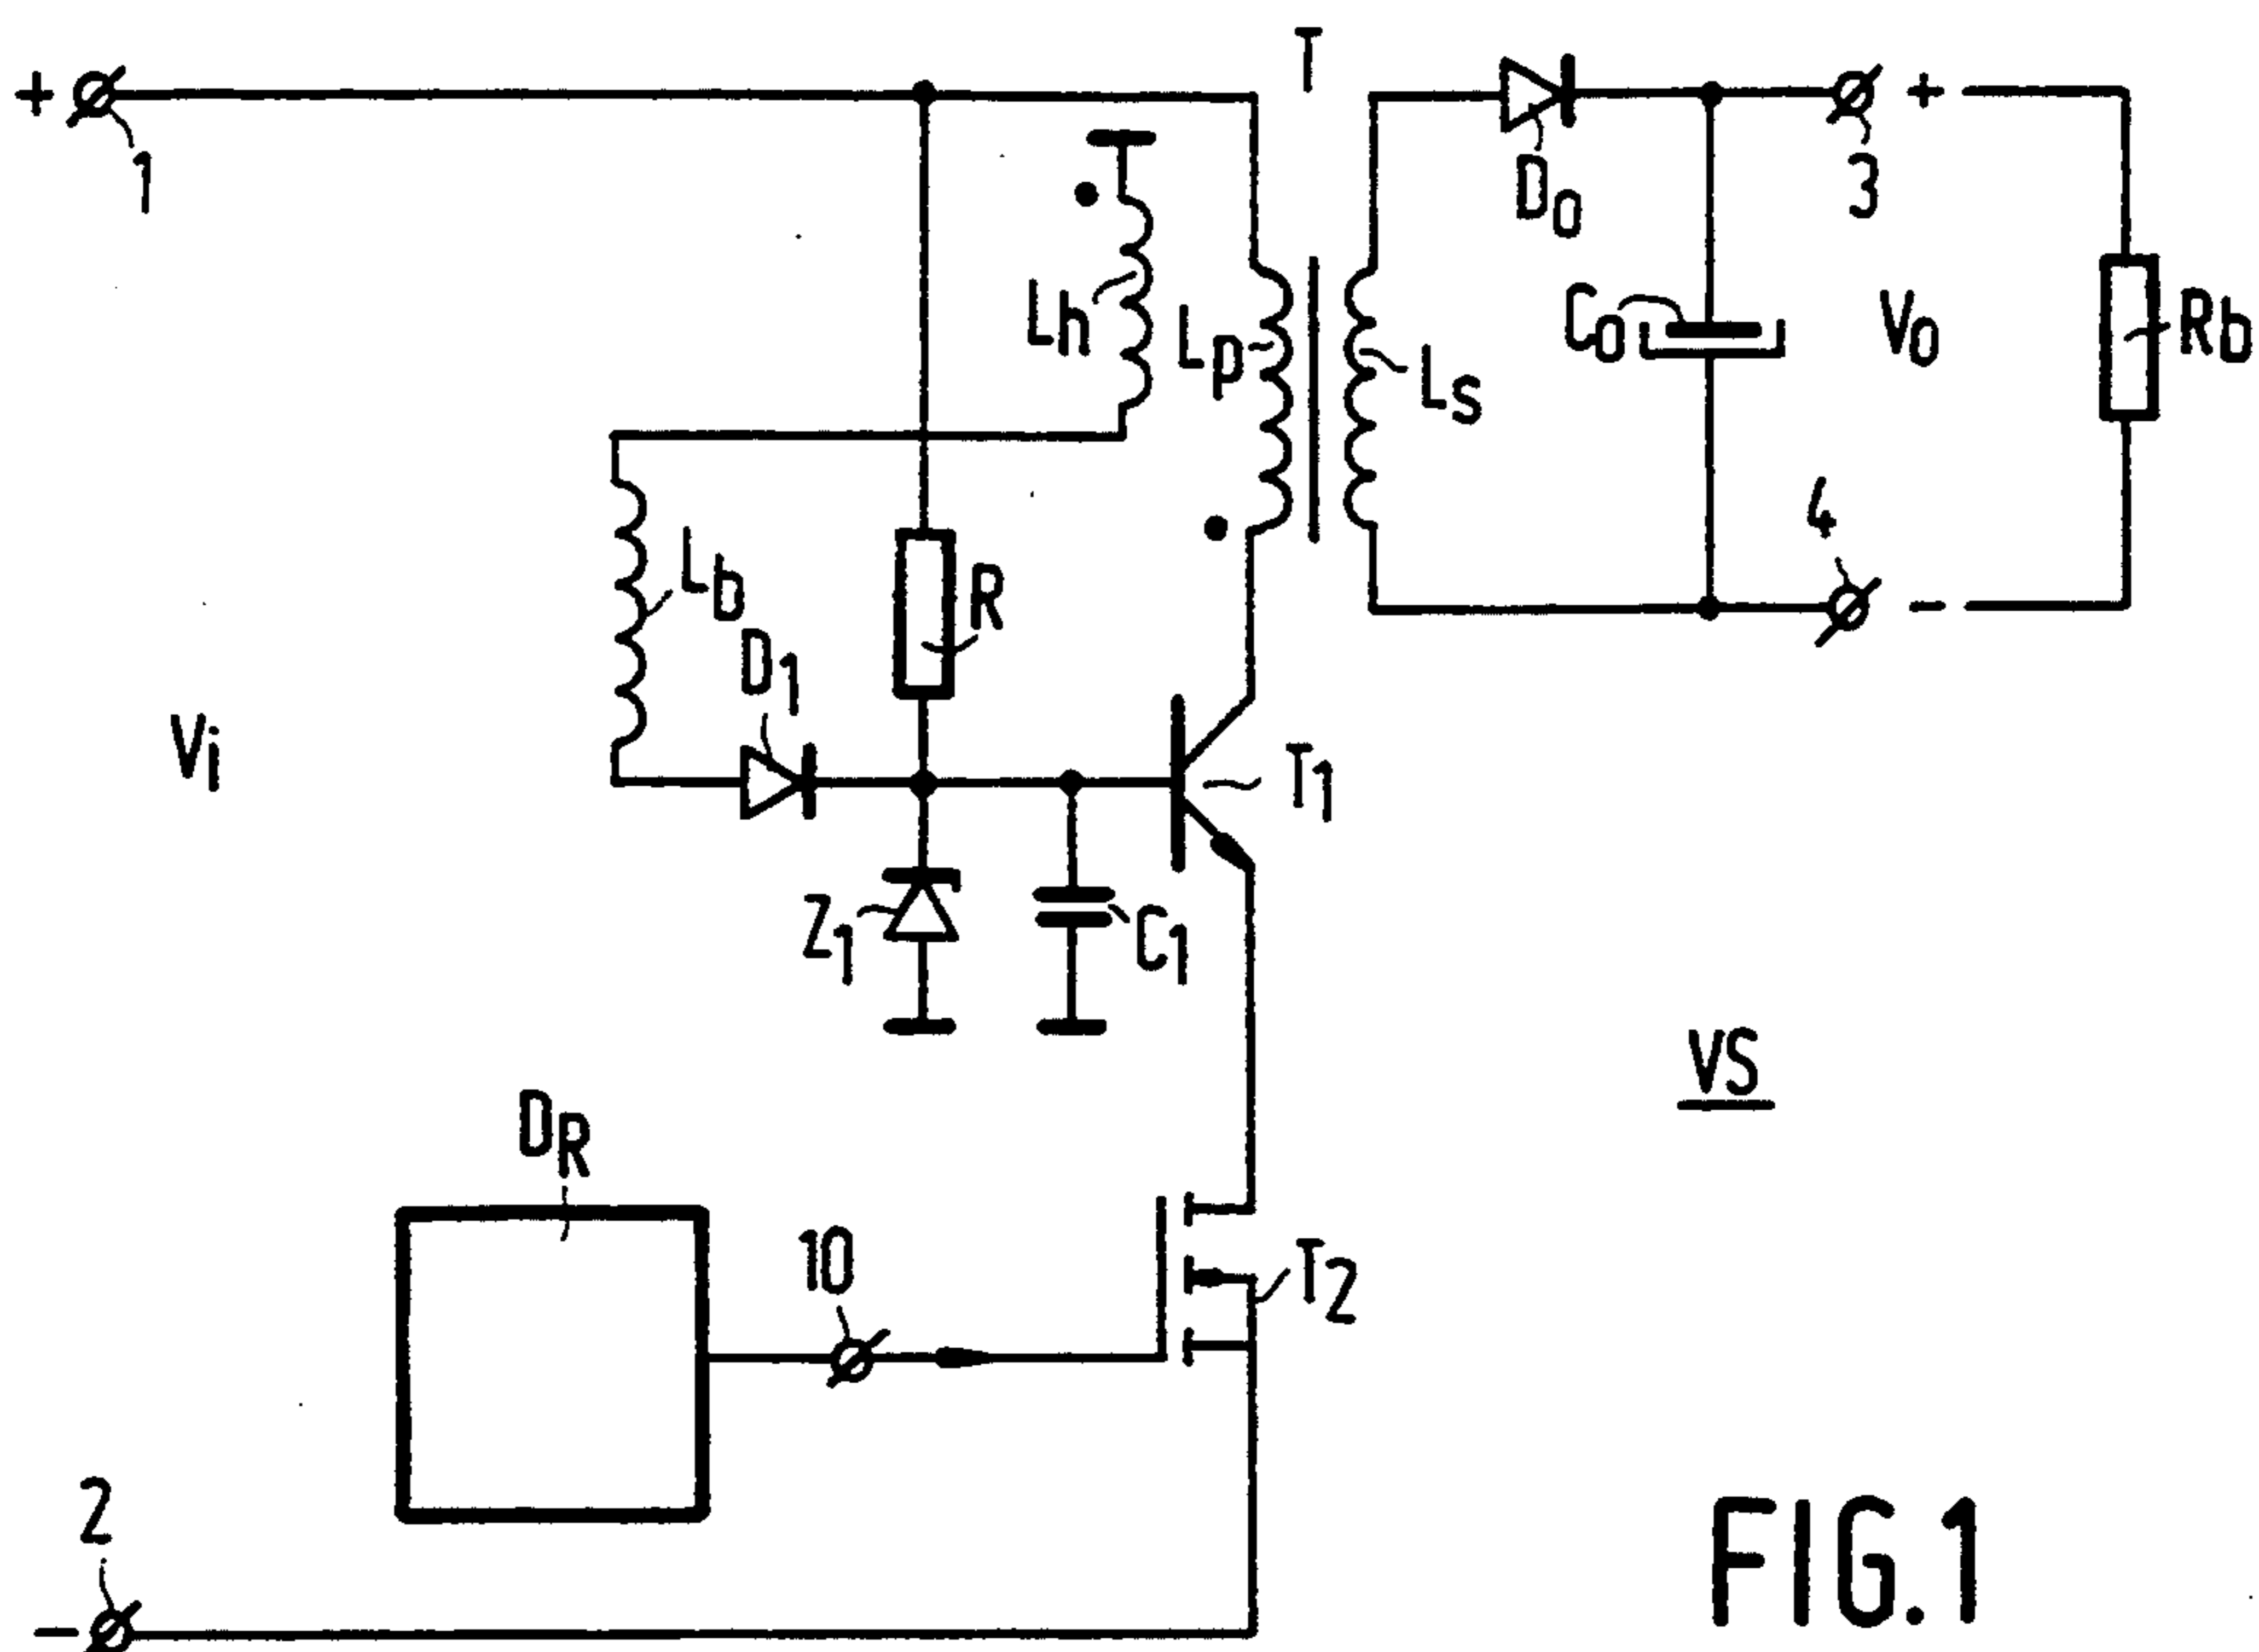 T
+
1
Lh
Lp
Ls
Do
Co
3
+
Vo
Rb
4
-
Lb
R
D1
Vi
T1
Z1
C1
VS
DR
10
T2
2
-
FIG.1